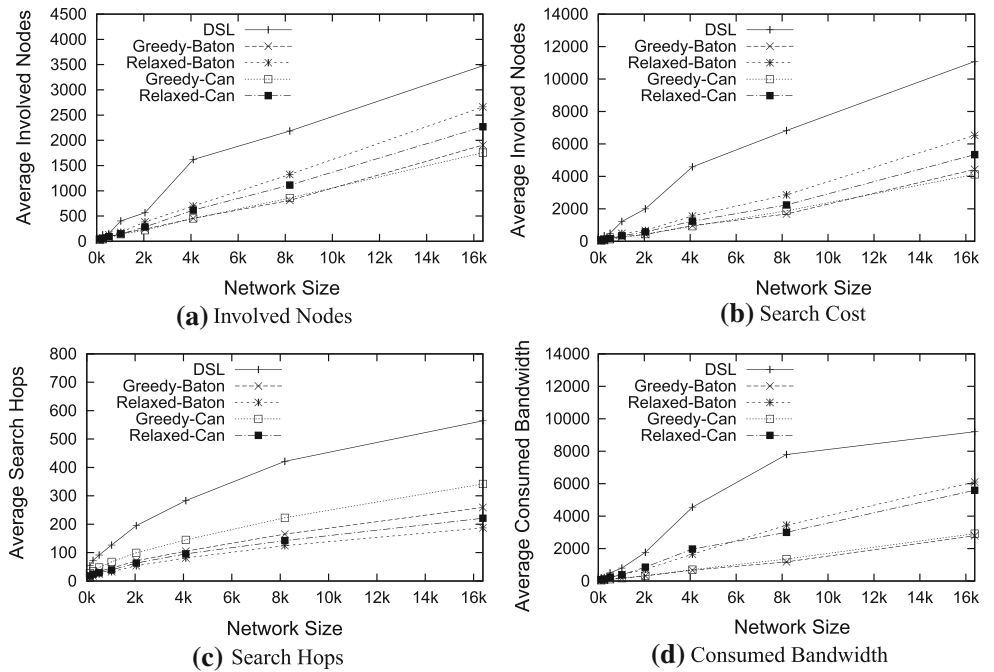 4500
4000
3500
3000
2500
2000
1500
1000
500
0
Average Involved Nodes
DSL
Greedy-Baton
Relaxed-Baton
Greedy-Can
Relaxed-Can
0k 2k 4k 6k 8k 10k 12k 14k 16k
Network Size
(a) Involved Nodes
14000
12000
10000
8000
6000
4000
2000
0
Average Involved Nodes
DSL
Greedy-Baton
Relaxed-Baton
Greedy-Can
Relaxed-Can
0k 2k 4k 6k 8k 10k 12k 14k 16k
Network Size
(b) Search Cost
800
700
600
500
400
300
200
100
0
Average Search Hops
DSL
Greedy-Baton
Relaxed-Baton
Greedy-Can
Relaxed-Can
0k 2k 4k 6k 8k 10k 12k 14k 16k
Network Size
(c) Search Hops
14000
12000
10000
8000
6000
4000
2000
0
Average Consumed Bandwidth
DSL
Greedy-Baton
Relaxed-Baton
Greedy-Can
Relaxed-Can
0k 2k 4k 6k 8k 10k 12k 14k 16k
Network Size
(d) Consumed Bandwidth